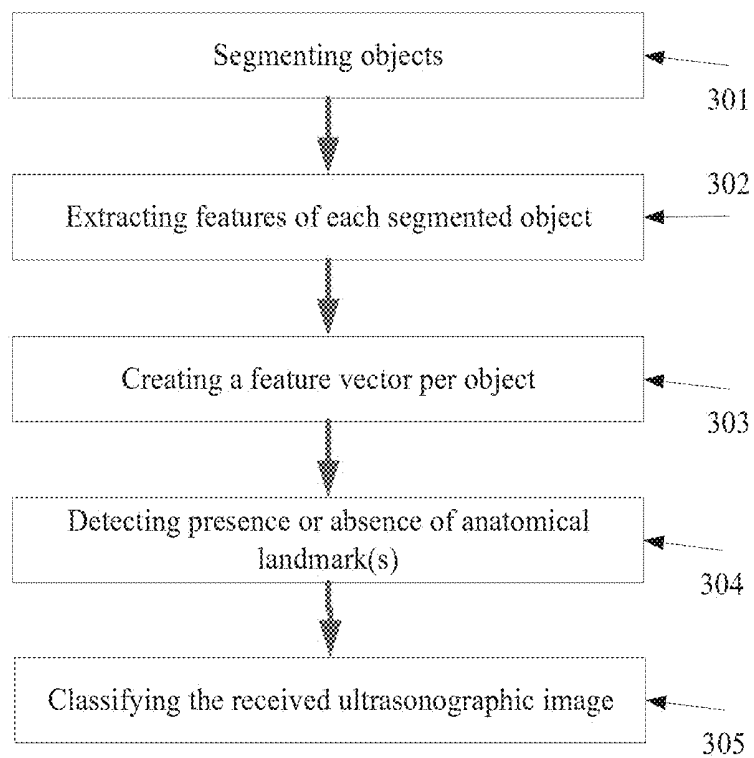 Segmenting objects
301
302
Extracting features of each segmented object
Creating a feature vector per object
303
Detecting presence or absence of anatomical
landmark(s)
304
Classifying the received ultrasonographic image
305